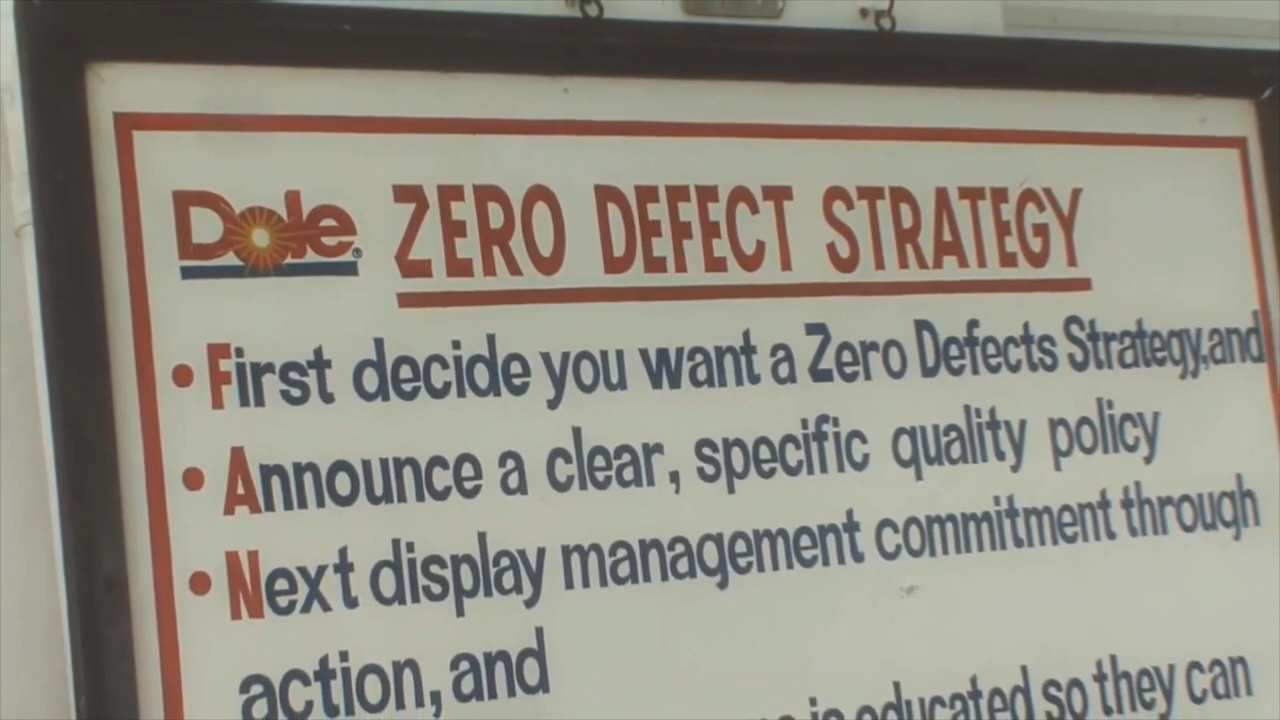 Dole® ZERO DEFECT STRATEGY
• First decide you want a Zero Defects Strategy,and
• Announce a clear, specific quality policy
• Next display management commitment through
action, and
is educated so they can